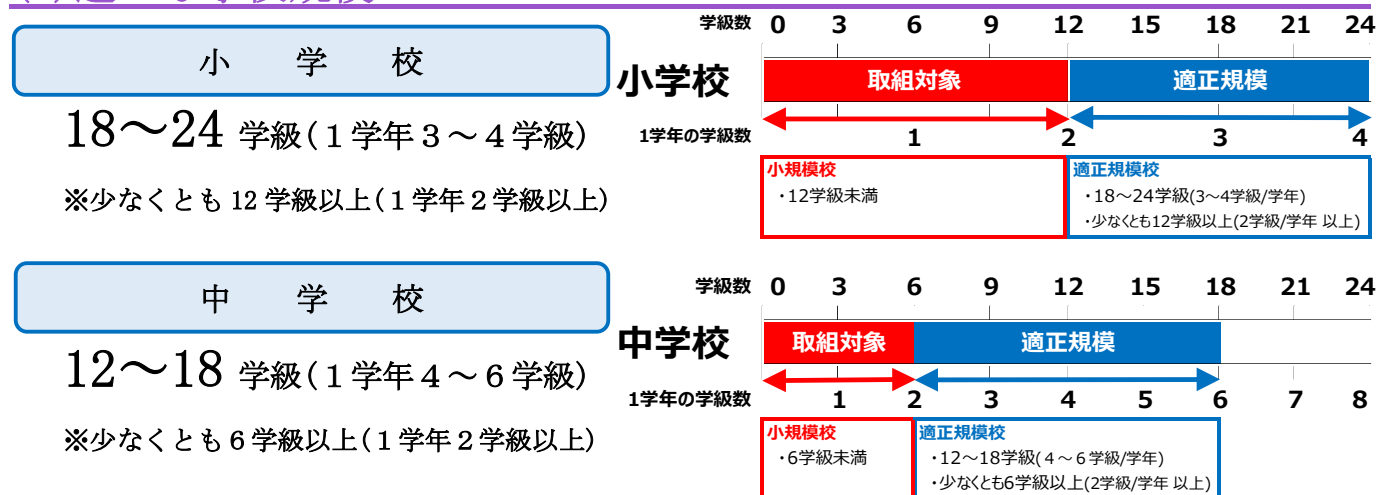 小　学　校
18～24 学級(１学年３～４学級)
※少なくとも 12 学級以上(１学年２学級以上)
学級数 0 3 6 9 12 15 18 21 24
小学校 取組対象 適正規模
1学年の学級数 1 2 3 4
小規模校
・12学級未満
適正規模校
・18～24学級(3～4学級/学年)
・少なくとも12学級以上(2学級/学年 以上)
中　学　校
12～18 学級(１学年４～６学級)
※少なくとも６学級以上(１学年２学級以上)
学級数 0 3 6 9 12 15 18 21 24
中学校 取組対象 適正規模
1学年の学級数 1 2 3 4 5 6 7 8
小規模校
・6学級未満
適正規模校
・12～18学級(４～６学級/学年)
・少なくとも6学級以上(2学級/学年 以上)